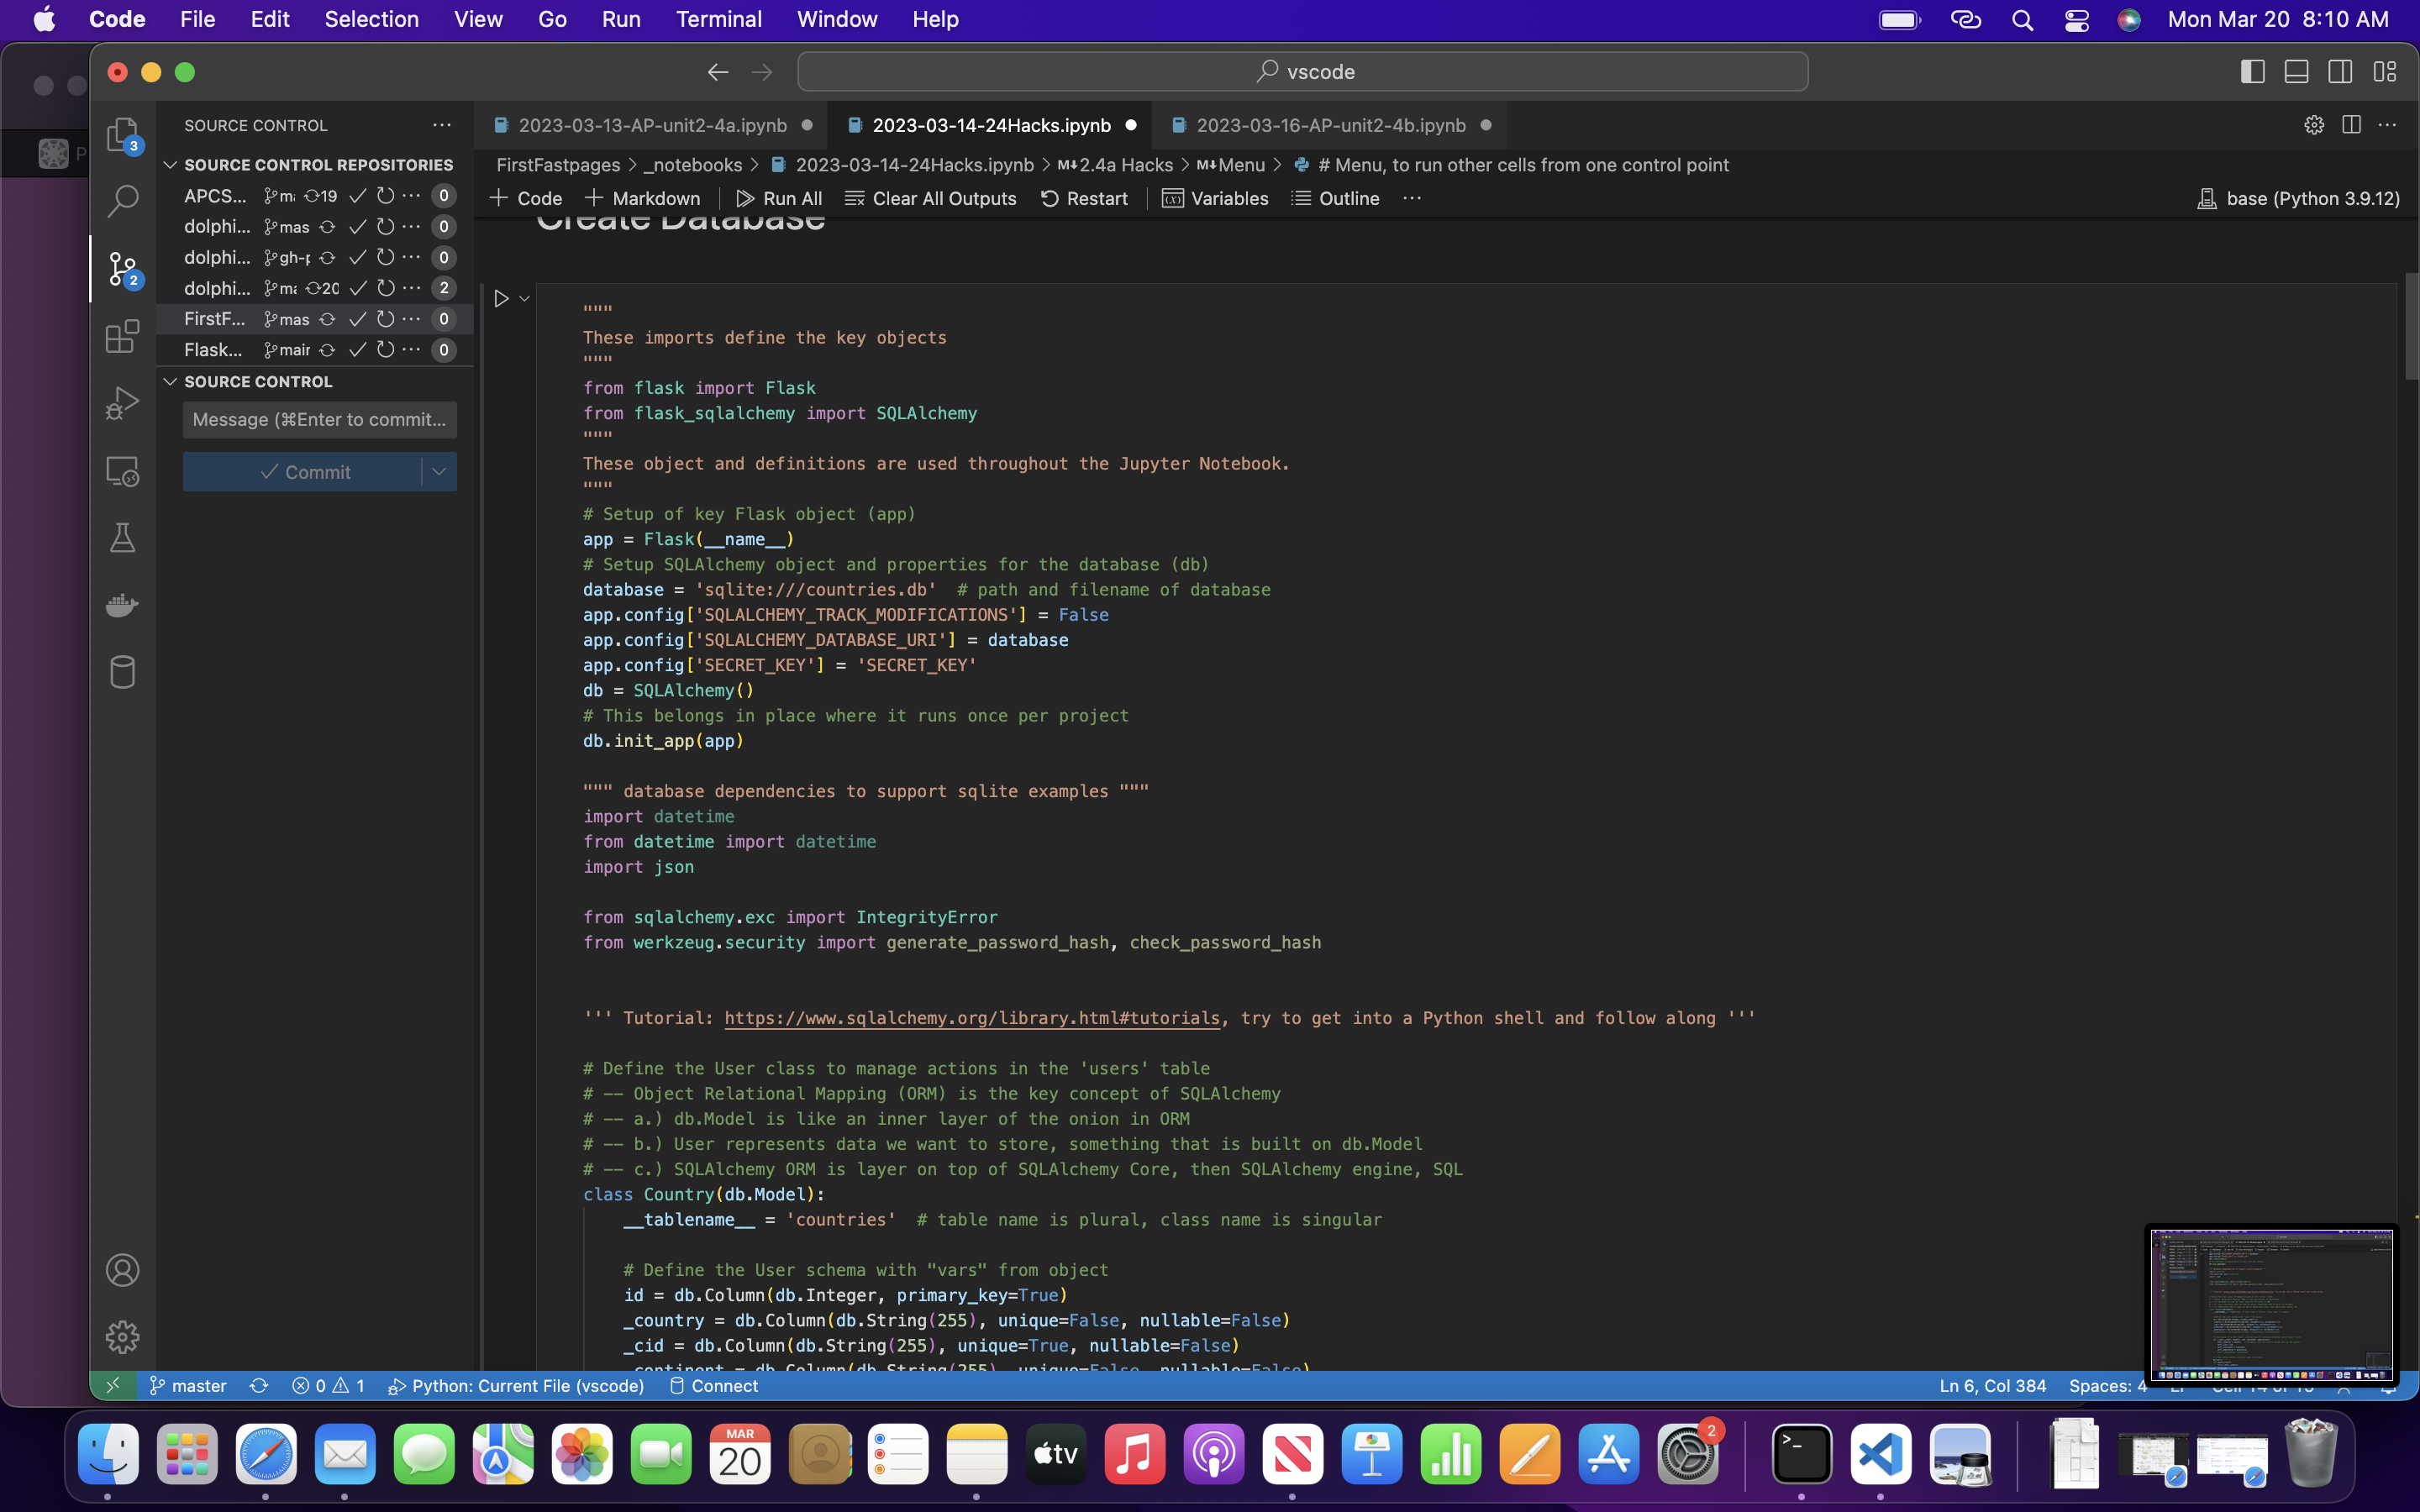 Code File Edit Selection View Go Run Terminal Window Help Mon Mar 20 8:10 AM
vscode
SOURCE CONTROL
2023-03-13-AP-unit2-4a.ipynb 2023-03-14-24Hacks.ipynb 2023-03-16-AP-unit2-4b.ipynb
3
SOURCE CONTROL REPOSITORIES
FirstFastpages > _notebooks > 2023-03-14-24Hacks.ipynb > M↓2.4a Hacks > M↓Menu > # Menu, to run other cells from one control point
APCS... 19 0
Code Markdown Run All Clear All Outputs Restart Variables Outline ... base (Python 3.9.12)
dolphi... mas 0
Create Database
dolphi... gh-p 0
2
dolphi... 20 2
FirstF... mas 0
Flask... mair 0
SOURCE CONTROL
Message (⌘Enter to commit...
Commit
"""
These imports define the key objects
"""
from flask import Flask
from flask_sqlalchemy import SQLAlchemy
"""
These object and definitions are used throughout the Jupyter Notebook.
"""
# Setup of key Flask object (app)
app = Flask(__name__)
# Setup SQLAlchemy object and properties for the database (db)
database = 'sqlite:///countries.db'  # path and filename of database
app.config['SQLALCHEMY_TRACK_MODIFICATIONS'] = False
app.config['SQLALCHEMY_DATABASE_URI'] = database
app.config['SECRET_KEY'] = 'SECRET_KEY'
db = SQLAlchemy()
# This belongs in place where it runs once per project
db.init_app(app)
""" database dependencies to support sqlite examples """
import datetime
from datetime import datetime
import json
from sqlalchemy.exc import IntegrityError
from werkzeug.security import generate_password_hash, check_password_hash
''' Tutorial: https://www.sqlalchemy.org/library.html#tutorials, try to get into a Python shell and follow along '''
# Define the User class to manage actions in the 'users' table
# -- Object Relational Mapping (ORM) is the key concept of SQLAlchemy
# -- a.) db.Model is like an inner layer of the onion in ORM
# -- b.) User represents data we want to store, something that is built on db.Model
# -- c.) SQLAlchemy ORM is layer on top of SQLAlchemy Core, then SQLAlchemy engine, SQL
class Country(db.Model):
__tablename__ = 'countries'  # table name is plural, class name is singular
# Define the User schema with "vars" from object
id = db.Column(db.Integer, primary_key=True)
_country = db.Column(db.String(255), unique=False, nullable=False)
_cid = db.Column(db.String(255), unique=True, nullable=False)
_continent = db.Column(db.String(255), unique=False, nullable=False)
master 0 1 Python: Current File (vscode) Connect Ln 6, Col 384 Spaces: 4
MAR
20
tv
2
>_